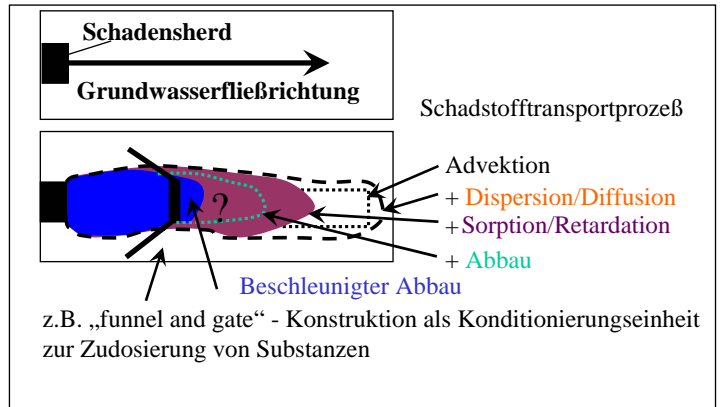 Schadensherd
Grundwasserfließrichtung
Schadstofftransportprozeß
Advektion
+ Dispersion/Diffusion
+Sorption/Retardation
+ Abbau
?
Beschleunigter Abbau
z.B. „funnel and gate“ - Konstruktion als Konditionierungseinheit
zur Zudosierung von Substanzen